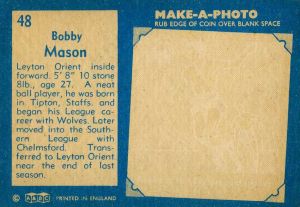 48
Bobby
Mason
Leyton Orient inside
forward. 5' 8" 10 stone
8lb., age 27. A neat
ball player, he was born
in Tipton, Staffs. and
began his League ca-
reer with Wolves. Later
moved into the South-
ern League with
Chelmsford. Trans-
ferred to Leyton Orient
near the end of last
season.
© A&BC PRINTED IN ENGLAND
MAKE-A-PHOTO
RUB EDGE OF COIN OVER BLANK SPACE